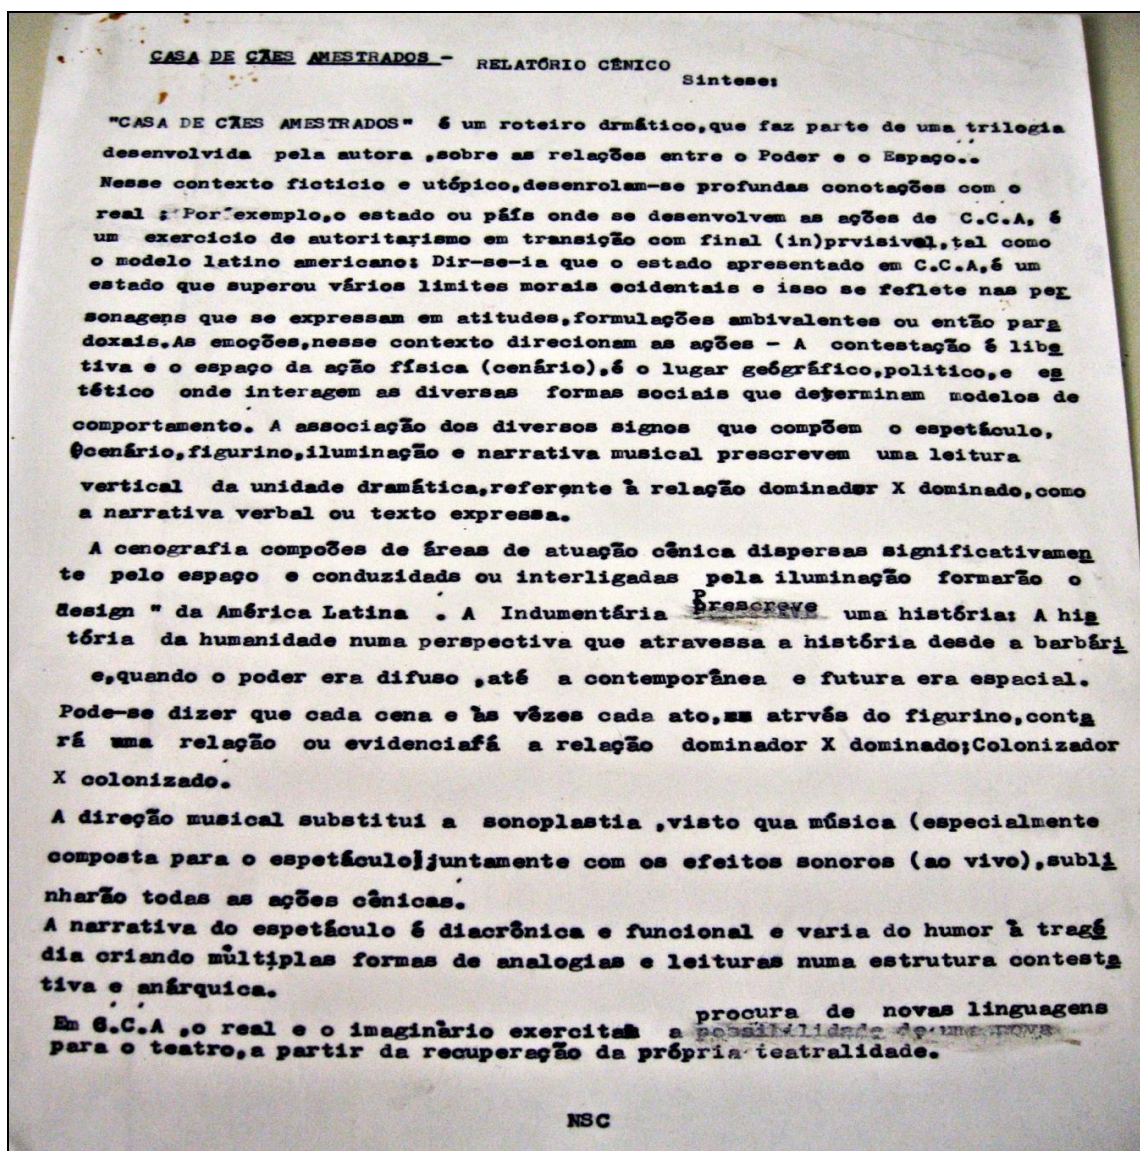 CASA DE CÃES AMESTRADOS - RELATÓRIO CÊNICO
Sintese:
"CASA DE CÃES AMESTRADOS" é um roteiro drmático,que faz parte de uma trilogia
desenvolvida pela autora ,sobre as relações entre o Poder e o Espaço..
Nesse contexto ficticio e utópico,desenrolam-se profundas conotações com o
real ; Por exemplo,o estado ou páís onde se desenvolvem as ações de C.C.A. é
um exercicio de autoritarismo em transição com final (in)prvisivel,tal como
o modelo latino americano: Dir-se-ia que o estado apresentado em C.C.A,é um
estado que superou vários limites morais ocidentais e isso se feflete nas per
sonagens que se expressam em atitudes,formulações ambivalentes ou então para
doxais.As emoções,nesse contexto direcionam as ações - A contestação é libe
tiva e o espaço da ação física (cenário),é o lugar geógráfico,politico,e es
tético onde interagem as diversas formas sociais que determinam modelos de
comportamento. A associação dos diversos signos que compõem o espetáculo,
cenário,figurino,iluminação e narrativa musical prescrevem uma leitura
vertical da unidade dramática,referente à relação dominador X dominado,como
a narrativa verbal ou texto expressa.
A cenografia compoões de áreas de atuação cênica dispersas significativamen
te pelo espaço e conduzidads ou interligadas pela iluminação formarão o
design " da América Latina . A Indumentária Prescreve uma história: A his
tória da humanidade numa perspectiva que atravessa a história desde a barbári
e,quando o poder era difuso ,até a contemporânea e futura era espacial.
Pode-se dizer que cada cena e às vêzes cada ato, atrvés do figurino,conta
rá uma relação ou evidenciafá a relação dominador X dominado;Colonizador
X colonizado.
A direção musical substitui a sonoplastia ,visto qua música (especialmente
composta para o espetáculo)juntamente com os efeitos sonoros (ao vivo),subli
nharão todas as ações cênicas.
A narrativa do espetáculo é diacrônica e funcional e varia do humor à tragé
dia criando múltiplas formas de analogias e leituras numa estrutura contesta
tiva e anárquica.
procura de novas linguagens
Em C.C.A ,o real e o imaginàrio exercitam a possibilidade de uma nova
para o teatro,a partir da recuperação da própria teatralidade.
NSC